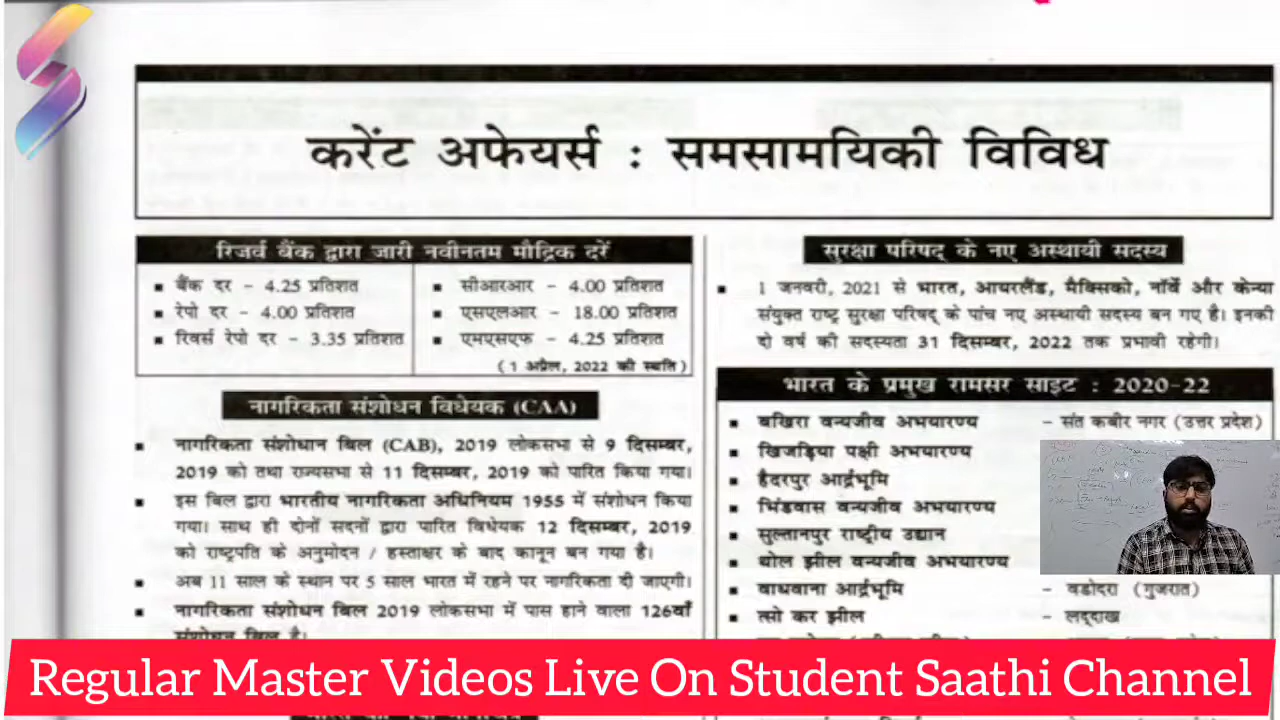 करेंट अफेयर्स : समसामयिकी विविध
रिजर्व बैंक द्वारा जारी नवीनतम मौद्रिक दरें
▪ बैंक दर - 4.25 प्रतिशत
▪ रेपो दर - 4.00 प्रतिशत
▪ रिवर्स रेपो दर - 3.35 प्रतिशत
▪ सीआरआर - 4.00 प्रतिशत
▪ एसएलआर - 18.00 प्रतिशत
▪ एमएसएफ - 4.25 प्रतिशत
(1 अप्रैल, 2022 की स्थति)
नागरिकता संशोधन विधेयक (CAA)
▪ नागरिकता संशोधान बिल (CAB), 2019 लोकसभा से 9 दिसम्बर,
2019 को तथा राज्यसभा से 11 दिसम्बर, 2019 को पारित किया गया।
▪ इस बिल द्वारा भारतीय नागरिकता अधिनियम 1955 में संशोधन किया
गया। साथ ही दोनों सदनों द्वारा पारित विधेयक 12 दिसम्बर, 2019
को राष्ट्रपति के अनुमोदन / हस्ताक्षर के बाद कानून बन गया है।
▪ अब 11 साल के स्थान पर 5 साल भारत में रहने पर नागरिकता दी जाएगी।
▪ नागरिकता संशोधन बिल 2019 लोकसभा में पास हाने वाला 126वाँ
संशोधन बिल है।
सुरक्षा परिषद् के नए अस्थायी सदस्य
▪ 1 जनवरी, 2021 से भारत, आयरलैंड, मैक्सिको, नॉर्वे और केन्या
संयुक्त राष्ट्र सुरक्षा परिषद् के पांच नए अस्थायी सदस्य बन गए है। इनकी
दो वर्ष की सदस्यता 31 दिसम्बर, 2022 तक प्रभावी रहेगी।
भारत के प्रमुख रामसर साइट : 2020-22
▪ बखिरा वन्यजीव अभयारण्य - संत कबीर नगर (उत्तर प्रदेश)
▪ खिजड़िया पक्षी अभयारण्य
▪ हैदरपुर आर्द्रभूमि
▪ भिंडवास वन्यजीव अभयारण्य
▪ सुल्तानपुर राष्ट्रीय उद्यान
▪ थोल झील वन्यजीव अभयारण्य
▪ वाधवाना आर्द्रभूमि - वडोदरा (गुजरात)
▪ त्सो कर झील - लद्दाख
Regular Master Videos Live On Student Saathi Channel